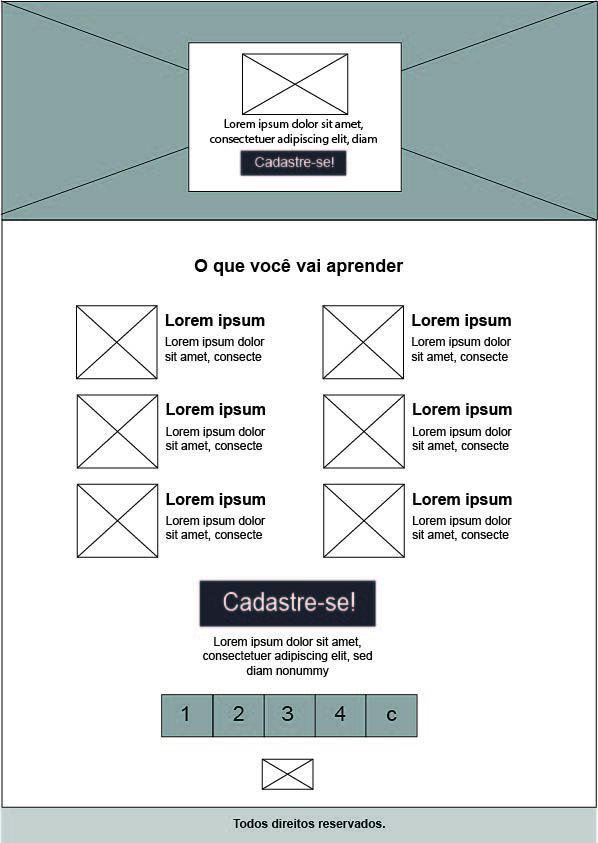 Lorem ipsum dolor sit amet,
consectetuer adipiscing elit, diam
Cadastre-se!
O que você vai aprender
Lorem ipsum
Lorem ipsum dolor
sit amet, consecte
Lorem ipsum
Lorem ipsum dolor
sit amet, consecte
Lorem ipsum
Lorem ipsum dolor
sit amet, consecte
Lorem ipsum
Lorem ipsum dolor
sit amet, consecte
Lorem ipsum
Lorem ipsum dolor
sit amet, consecte
Lorem ipsum
Lorem ipsum dolor
sit amet, consecte
Cadastre-se!
Lorem ipsum dolor sit amet,
consectetuer adipiscing elit, sed
diam nonummy
1 2 3 4 c
Todos direitos reservados.